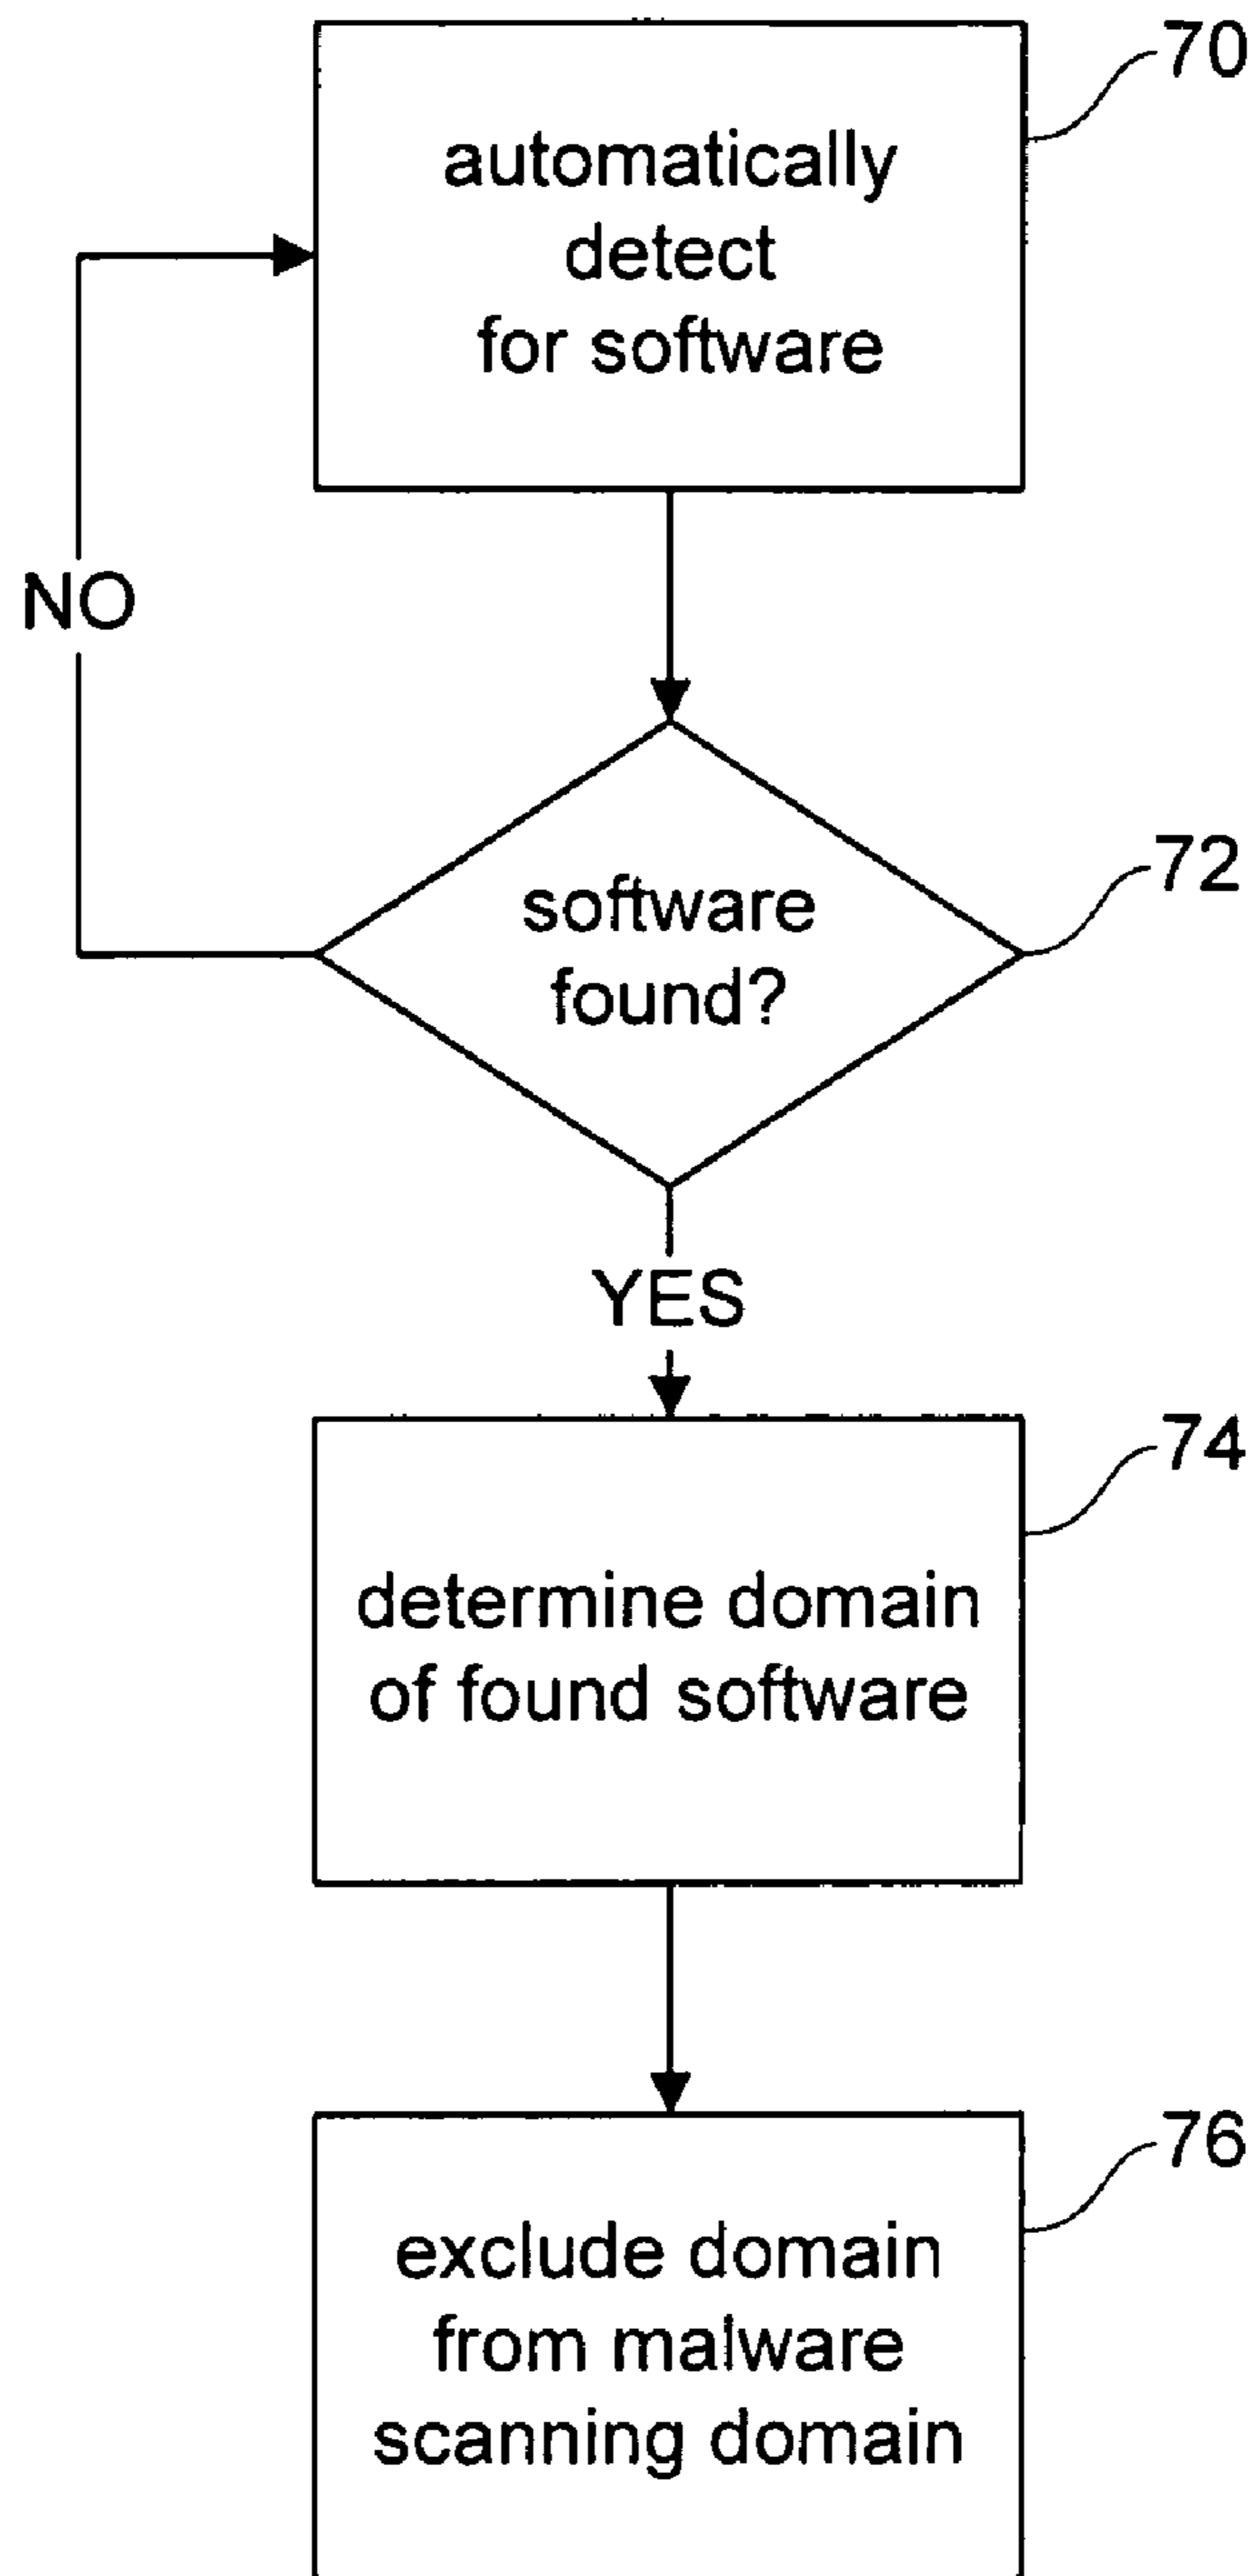 70
automatically
detect
for software
NO
72
software
found?
YES
74
determine domain
of found software
76
exclude domain
from malware
scanning domain